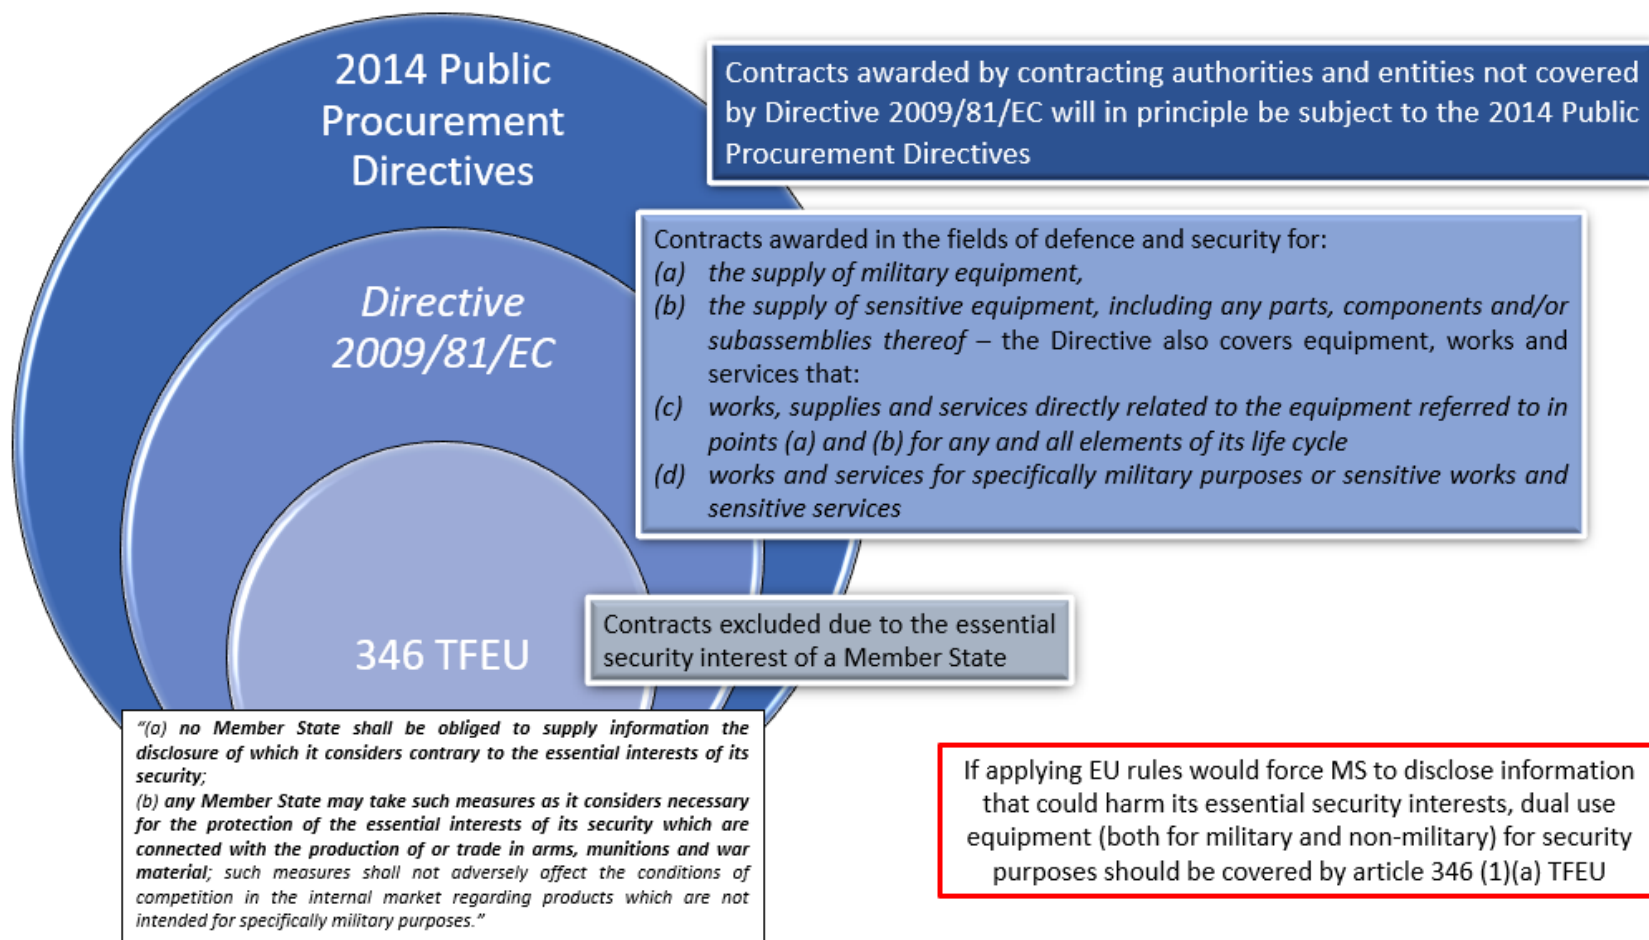 2014 Public
Procurement
Directives
Contracts awarded by contracting authorities and entities not covered
by Directive 2009/81/EC will in principle be subject to the 2014 Public
Procurement Directives
Directive
2009/81/EC
Contracts awarded in the fields of defence and security for:
(a) the supply of military equipment,
(b) the supply of sensitive equipment, including any parts, components and/or
subassemblies thereof – the Directive also covers equipment, works and
services that:
(c) works, supplies and services directly related to the equipment referred to in
points (a) and (b) for any and all elements of its life cycle
(d) works and services for specifically military purposes or sensitive works and
sensitive services
346 TFEU
Contracts excluded due to the essential
security interest of a Member State
"(a) no Member State shall be obliged to supply information the
disclosure of which it considers contrary to the essential interests of its
security;
(b) any Member State may take such measures as it considers necessary
for the protection of the essential interests of its security which are
connected with the production of or trade in arms, munitions and war
material; such measures shall not adversely affect the conditions of
competition in the internal market regarding products which are not
intended for specifically military purposes."
If applying EU rules would force MS to disclose information
that could harm its essential security interests, dual use
equipment (both for military and non-military) for security
purposes should be covered by article 346 (1)(a) TFEU